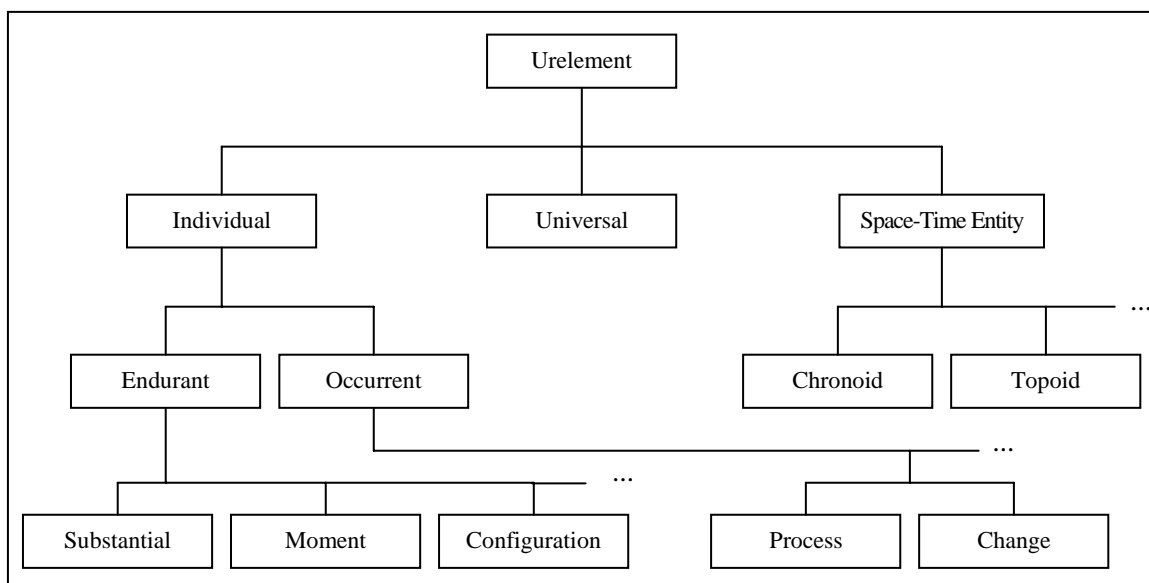 Urelement
Individual
Universal
Space-Time Entity
...
Endurant
Occurrent
Chronoid
Topoid
...
...
Substantial
Moment
Configuration
Process
Change